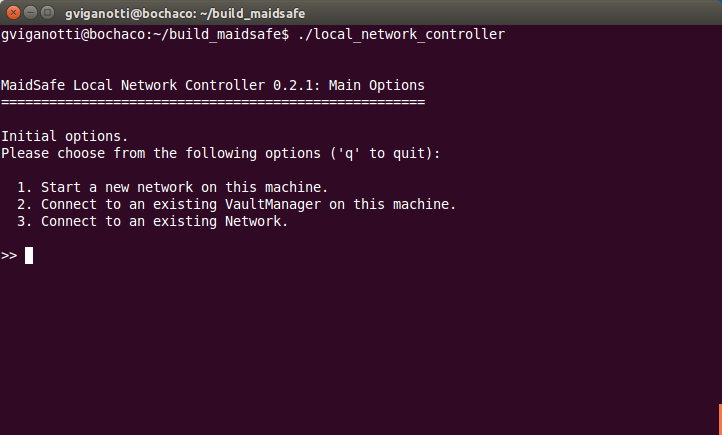 gviganotti@bochaco: ~/build_maidsafe
gviganotti@bochaco:~/build_maidsafe$ ./local_network_controller
MaidSafe Local Network Controller 0.2.1: Main Options
=====================================================
Initial options.
Please choose from the following options ('q' to quit):
1. Start a new network on this machine.
2. Connect to an existing VaultManager on this machine.
3. Connect to an existing Network.
>>